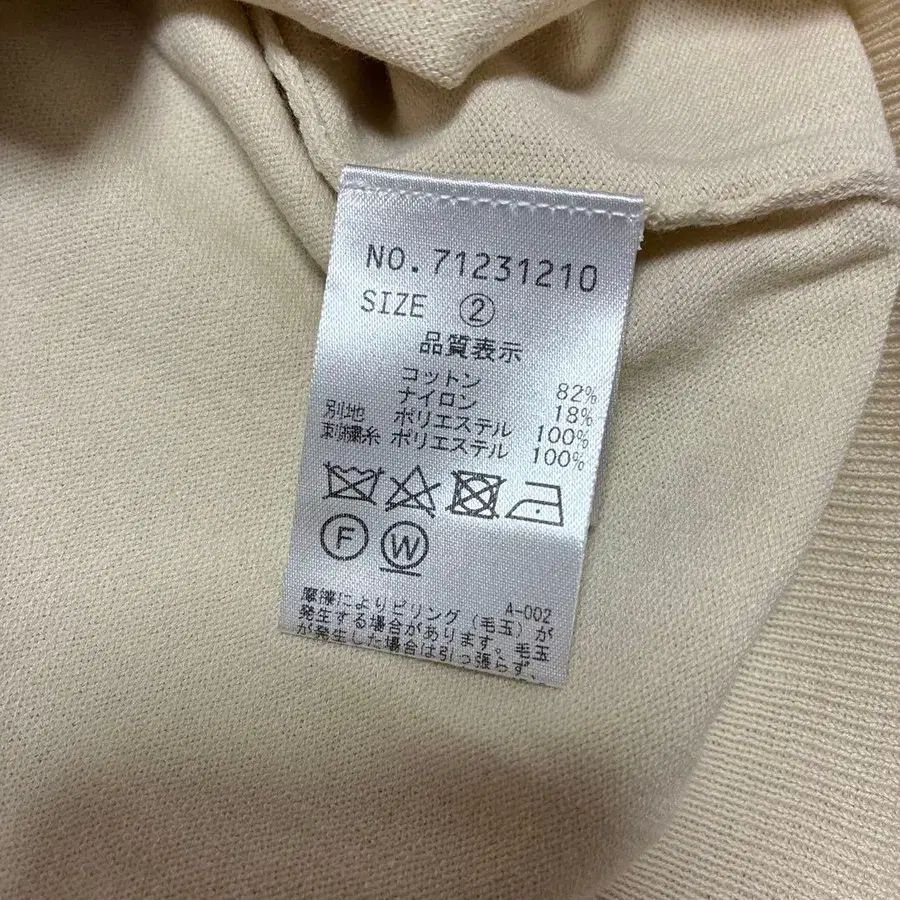 NO.71231210
SIZE ②
品質表示
コットン 82%
ナイロン 18%
別地 ポリエステル 100%
刺繍糸 ポリエステル 100%
F W
A-002
摩擦によりピリング(毛玉)が
発生する場合があります。毛玉
が発生した場合は引っ張らず、